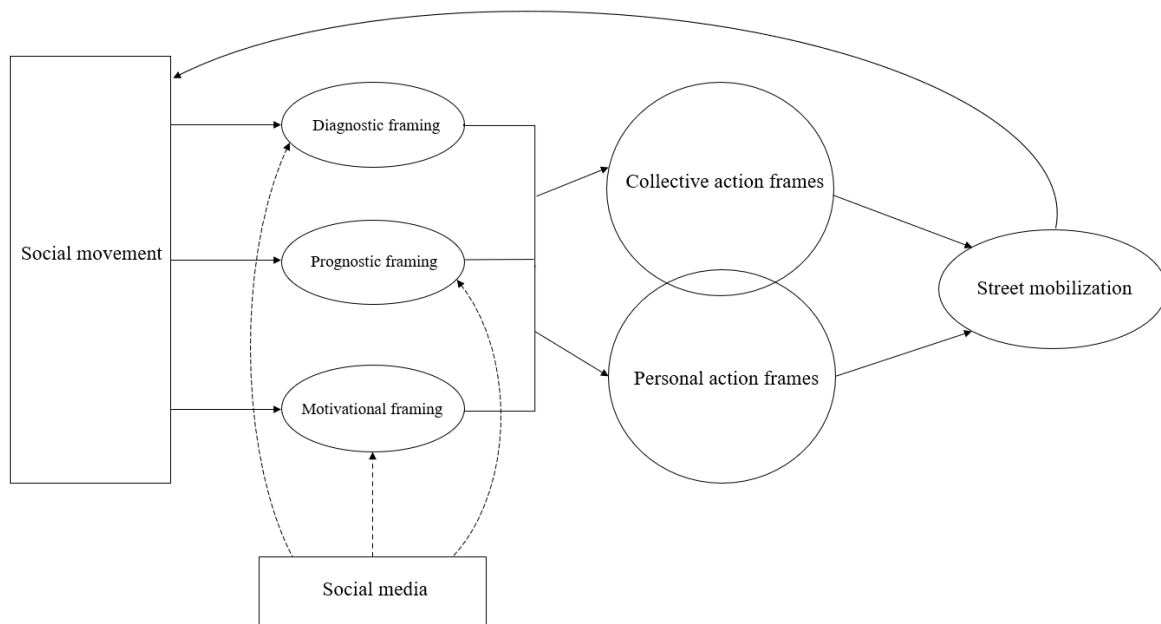 Diagnostic framing
Collective action frames
Social movement
Prognostic framing
Street mobilization
Personal action frames
Motivational framing
Social media